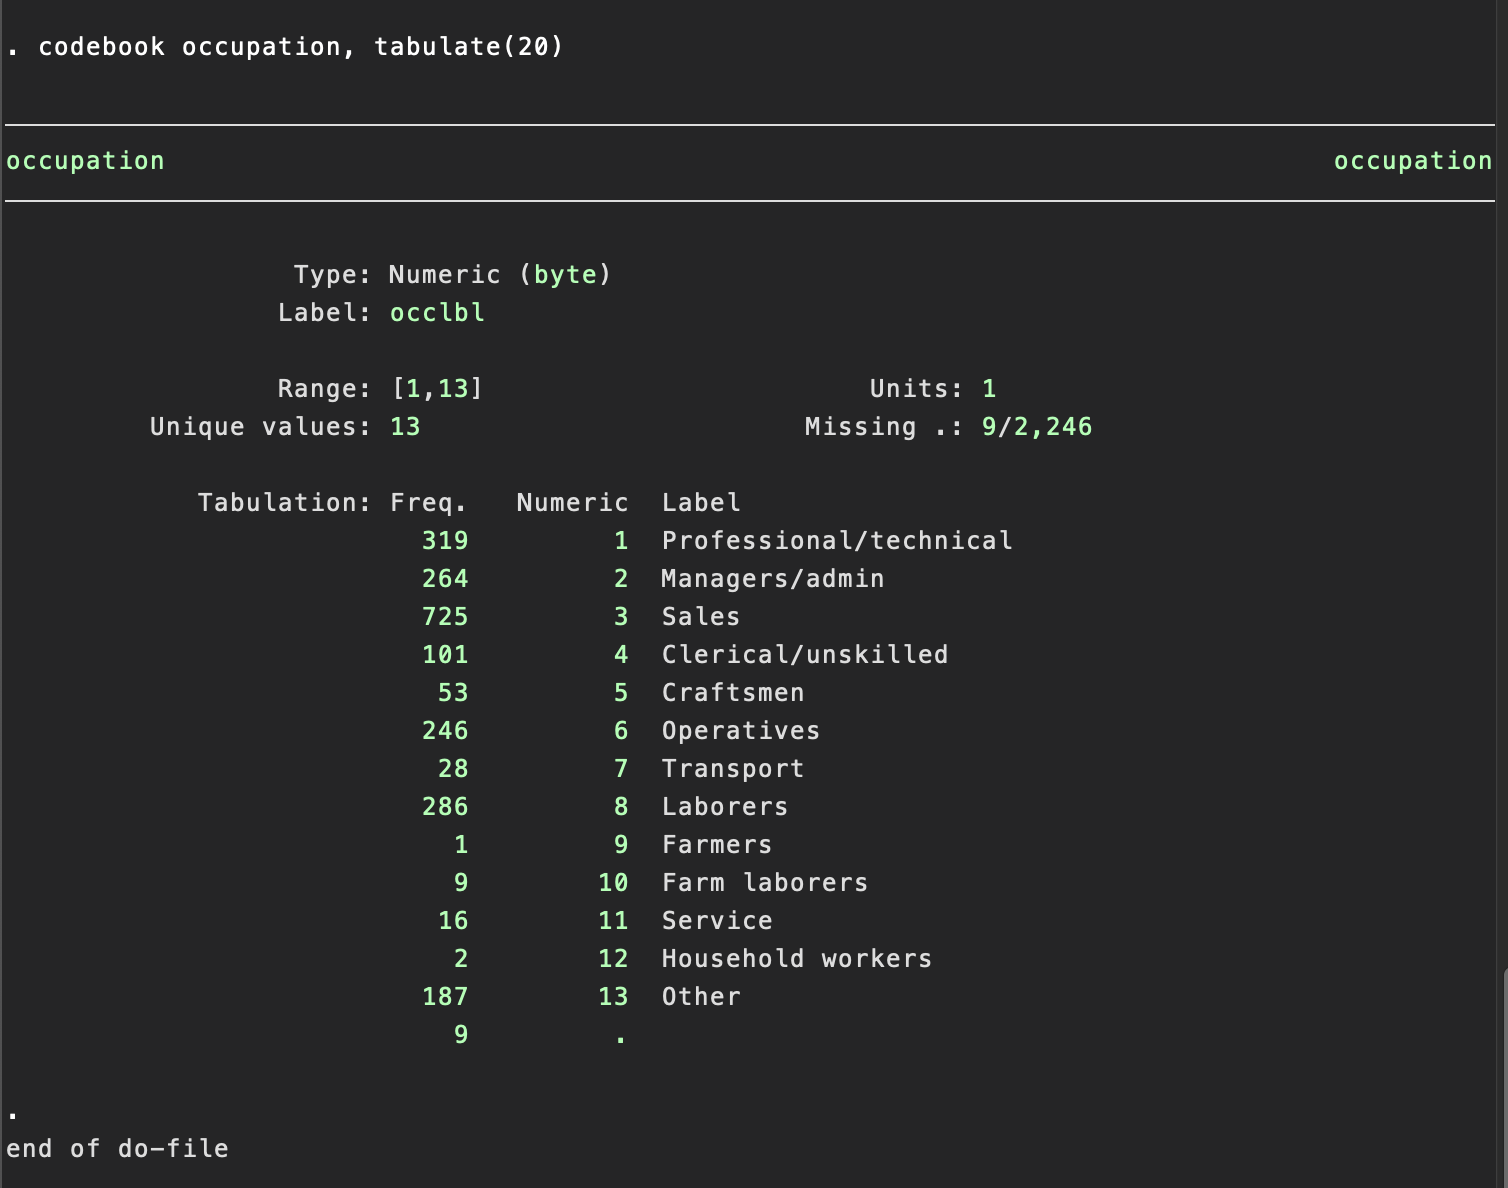 . codebook occupation, tabulate(20)
occupation occupation
Type: Numeric (byte)
Label: occlbl
Range: [1,13] Units: 1
Unique values: 13 Missing .: 9/2,246
Tabulation: Freq. Numeric Label
319 1 Professional/technical
264 2 Managers/admin
725 3 Sales
101 4 Clerical/unskilled
53 5 Craftsmen
246 6 Operatives
28 7 Transport
286 8 Laborers
1 9 Farmers
9 10 Farm laborers
16 11 Service
2 12 Household workers
187 13 Other
9 .
.
end of do-file